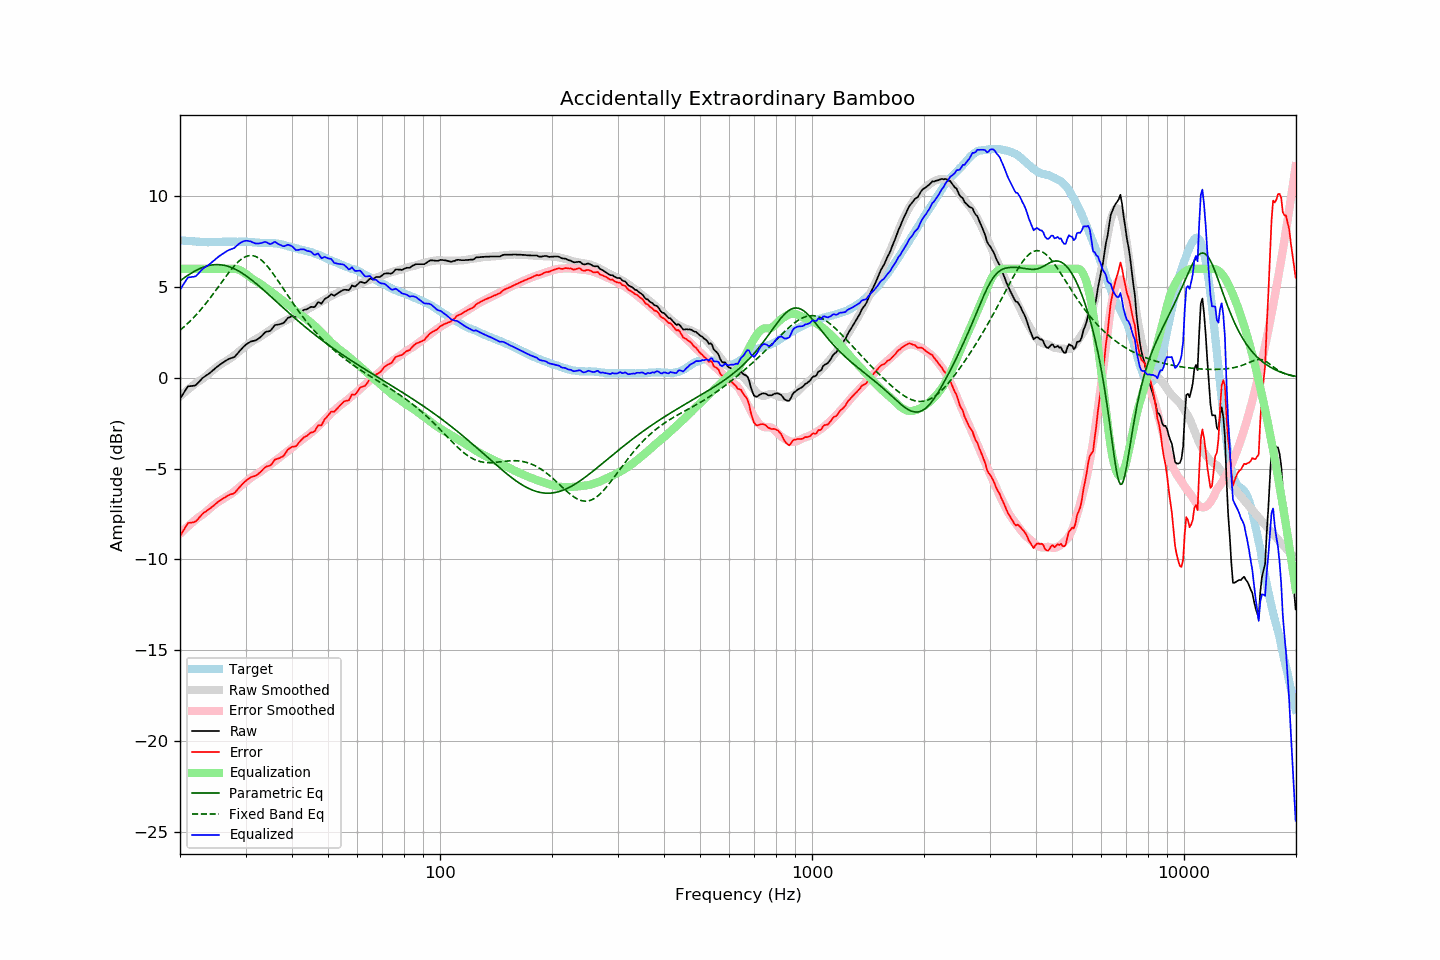 Accidentally Extraordinary Bamboo
10
5
0
−5
−10
−15
−20
−25
Amplitude (dBr)
Target
Raw Smoothed
Error Smoothed
Raw
Error
Equalization
Parametric Eq
Fixed Band Eq
Equalized
100 1000 10000
Frequency (Hz)